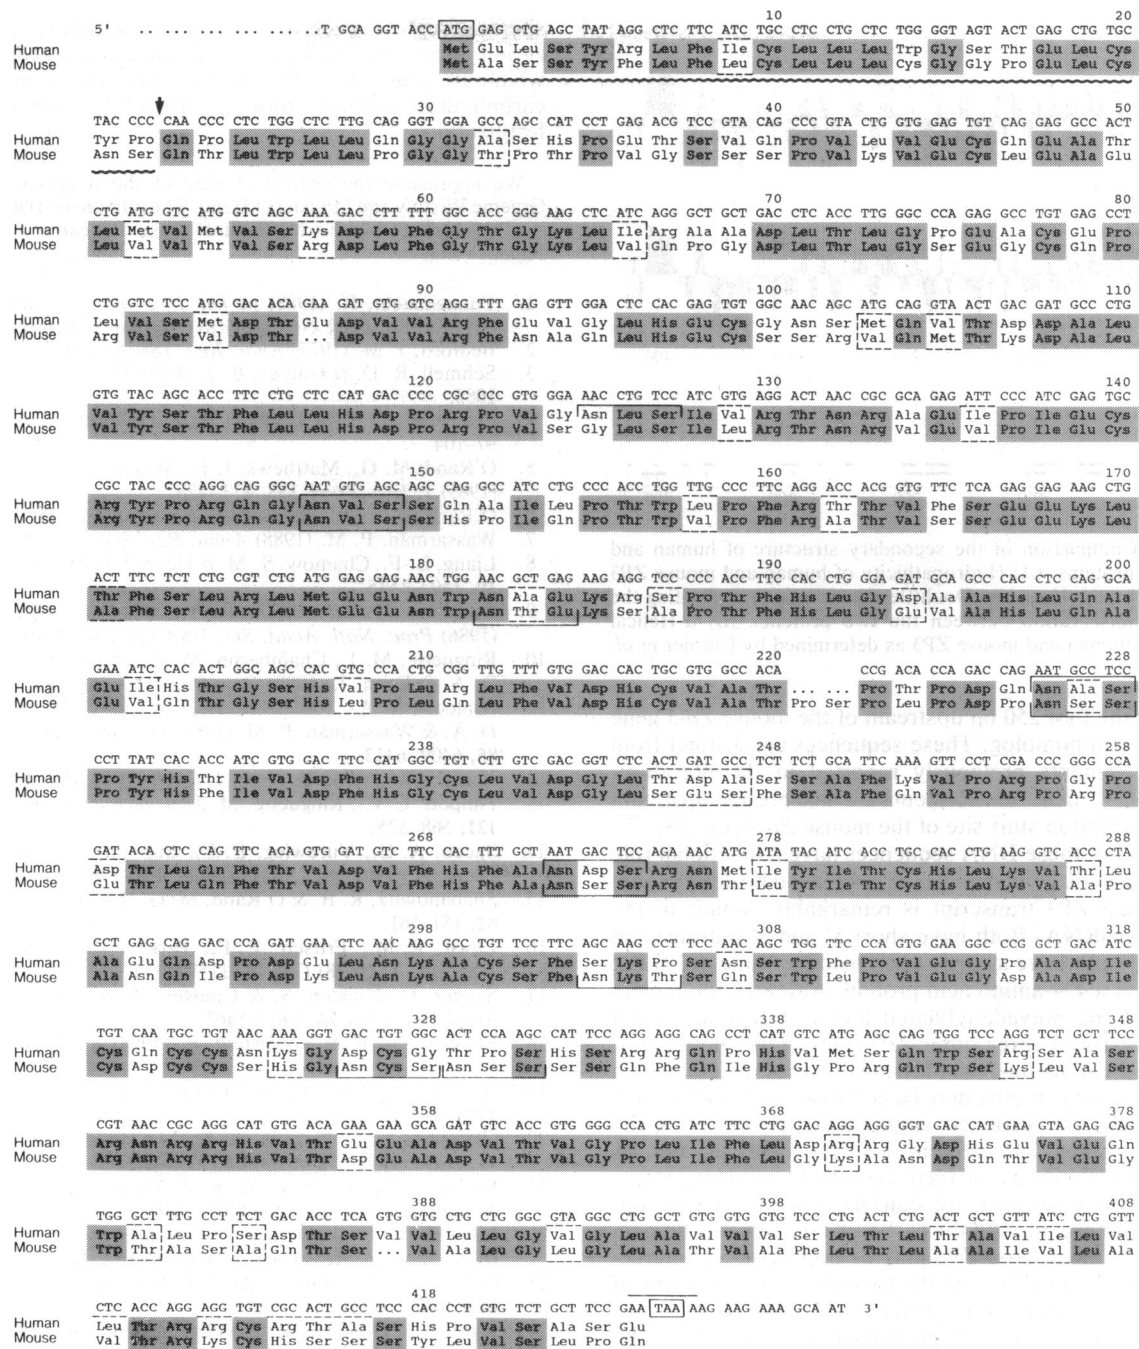 10 20
5' .. ... ... ... ... ..T GCA GGT ACC ATG GAG CTG AGC TAT AGG CTC TTC ATC TGC CTC CTG CTC TGG GGT AGT ACT GAG CTG TGC
Human Met Glu Leu Ser Tyr Arg Leu Phe Ile Cys Leu Leu Leu Trp Gly Ser Thr Glu Leu Cys
Mouse Met Ala Ser Ser Tyr Phe Leu Phe Leu Cys Leu Leu Leu Cys Gly Gly Pro Glu Leu Cys
30 40 50
TAC CCC CAA CCC CTC TGG CTC TTG CAG GGT GGA GCC AGC CAT CCT GAG ACG TCC GTA CAG CCC GTA CTG GTG GAG TGT CAG GAG GCC ACT
Human Tyr Pro Gln Pro Leu Trp Leu Leu Gln Gly Gly Ala Ser His Pro Glu Thr Ser Val Gln Pro Val Leu Val Glu Cys Gln Glu Ala Thr
Mouse Asn Ser Gln Thr Leu Trp Leu Leu Pro Gly Gly Thr Pro Thr Pro Val Gly Ser Ser Ser Pro Val Lys Val Glu Cys Leu Glu Ala Glu
60 70 80
CTG ATG GTC ATG GTC AGC AAA GAC CTT TTT GGC ACC GGG AAG CTC ATC AGG GCT GCT GAC CTC ACC TTG GGC CCA GAG GCC TGT GAG CCT
Human Leu Met Val Met Val Ser Lys Asp Leu Phe Gly Thr Gly Lys Leu Ile Arg Ala Ala Asp Leu Thr Leu Gly Pro Glu Ala Cys Glu Pro
Mouse Leu Val Val Thr Val Ser Arg Asp Leu Phe Gly Thr Gly Lys Leu Val Gln Pro Gly Asp Leu Thr Leu Gly Ser Glu Gly Cys Gln Pro
90 100 110
CTG GTC TCC ATG GAC ACA GAA GAT GTG GTC AGG TTT GAG GTT GGA CTC CAC GAG TGT GGC AAC AGC ATG CAG GTA ACT GAC GAT GCC CTG
Human Leu Val Ser Met Asp Thr Glu Asp Val Val Arg Phe Glu Val Gly Leu His Glu Cys Gly Asn Ser Met Gln Val Thr Asp Asp Ala Leu
Mouse Arg Val Ser Val Asp Thr ... Asp Val Val Arg Phe Asn Ala Gln Leu His Glu Cys Ser Ser Arg Val Gln Met Thr Lys Asp Ala Leu
120 130 140
GTG TAC AGC ACC TTC CTG CTC CAT GAC CCC CGC CCC GTG GGA AAC CTG TCC ATC GTG AGG ACT AAC CGC GCA GAG ATT CCC ATC GAG TGC
Human Val Tyr Ser Thr Phe Leu Leu His Asp Pro Arg Pro Val Gly Asn Leu Ser Ile Val Arg Thr Asn Arg Ala Glu Ile Pro Ile Glu Cys
Mouse Val Tyr Ser Thr Phe Leu Leu His Asp Pro Arg Pro Val Ser Gly Leu Ser Ile Leu Arg Thr Asn Arg Val Glu Val Pro Ile Glu Cys
150 160 170
CGC TAC CCC AGG CAG GGC AAT GTG AGC AGC CAG GCC ATC CTG CCC ACC TGG TTG CCC TTC AGG ACC ACG GTG TTC TCA GAG GAG AAG CTG
Human Arg Tyr Pro Arg Gln Gly Asn Val Ser Ser Gln Ala Ile Leu Pro Thr Trp Leu Pro Phe Arg Thr Thr Val Phe Ser Glu Glu Lys Leu
Mouse Arg Tyr Pro Arg Gln Gly Asn Val Ser Ser His Pro Ile Gln Pro Thr Trp Val Pro Phe Arg Ala Thr Val Ser Ser Glu Glu Lys Leu
180 190 200
ACT TTC TCT CTG CGT CTG ATG GAG GAG AAC TGG AAC GCT GAG AAG AGG TCC CCC ACC TTC CAC CTG GGA GAT GCA GCC CAC CTC CAG GCA
Human Thr Phe Ser Leu Arg Leu Met Glu Glu Asn Trp Asn Ala Glu Lys Arg Ser Pro Thr Phe His Leu Gly Asp Ala Ala His Leu Gln Ala
Mouse Ala Phe Ser Leu Arg Leu Met Glu Glu Asn Trp Asn Thr Glu Lys Ser Ala Pro Thr Phe His Leu Gly Glu Val Ala His Leu Gln Ala
210 220 228
GAA ATC CAC ACT GGC AGC CAC GTG CCA CTG CGG TTG TTT GTG GAC CAC TGC GTG GCC ACA CCG ACA CCA GAC CAG AAT GCC TCC
Human Glu Ile His Thr Gly Ser His Val Pro Leu Arg Leu Phe Val Asp His Cys Val Ala Thr ... ... Pro Thr Pro Asp Gln Asn Ala Ser
Mouse Glu Val Gln Thr Gly Ser His Leu Pro Leu Gln Leu Phe Val Asp His Cys Val Ala Thr Pro Ser Pro Leu Pro Asp Pro Asn Ser Ser
238 248 258
CCT TAT CAC ACC ATC GTG GAC TTC CAT GGC TGT CTT GTC GAC GGT CTC ACT GAT GCC TCT TCT GCA TTC AAA GTT CCT CGA CCC GGG CCA
Human Pro Tyr His Thr Ile Val Asp Phe His Gly Cys Leu Val Asp Gly Leu Thr Asp Ala Ser Ser Ala Phe Lys Val Pro Arg Pro Gly Pro
Mouse Pro Tyr His Phe Ile Val Asp Phe His Gly Cys Leu Val Asp Gly Leu Ser Glu Ser Phe Ser Ala Phe Gln Val Pro Arg Pro Arg Pro
268 278 288
GAT ACA CTC CAG TTC ACA GTG GAT GTC TTC CAC TTT GCT AAT GAC TCC AGA AAC ATG ATA TAC ATC ACC TGC CAC CTG AAG GTC ACC CTA
Human Asp Thr Leu Gln Phe Thr Val Asp Val Phe His Phe Ala Asn Asp Ser Arg Asn Met Ile Tyr Ile Thr Cys His Leu Lys Val Thr Leu
Mouse Glu Thr Leu Gln Phe Thr Val Asp Val Phe His Phe Ala Asn Ser Ser Arg Asn Thr Leu Tyr Ile Thr Cys His Leu Lys Val Ala Pro
298 308 318
GCT GAG CAG GAC CCA GAT GAA CTC AAC AAG GCC TGT TCC TTC AGC AAG CCT TCC AAC AGC TGG TTC CCA GTG GAA GGC CCG GCT GAC ATC
Human Ala Glu Gln Asp Pro Asp Glu Leu Asn Lys Ala Cys Ser Phe Ser Lys Pro Ser Asn Ser Trp Phe Pro Val Glu Gly Pro Ala Asp Ile
Mouse Ala Asn Gln Ile Pro Asp Lys Leu Asn Lys Ala Cys Ser Phe Asn Lys Thr Ser Gln Ser Trp Leu Pro Val Glu Gly Asp Ala Asp Ile
328 338 348
TGT CAA TGC TGT AAC AAA GGT GAC TGT GGC ACT CCA AGC CAT TCC AGG AGG CAG CCT CAT GTC ATG AGC CAG TGG TCC AGG TCT GCT TCC
Human Cys Gln Cys Cys Asn Lys Gly Asp Cys Gly Thr Pro Ser His Ser Arg Arg Gln Pro His Val Met Ser Gln Trp Ser Arg Ser Ala Ser
Mouse Cys Asp Cys Cys Ser His Gly Asn Cys Ser Asn Ser Ser Ser Ser Gln Phe Gln Ile His Gly Pro Arg Gln Trp Ser Lys Leu Val Ser
358 368 378
CGT AAC CGC AGG CAT GTG ACA GAA GAA GCA GAT GTC ACC GTG GGG CCA CTG ATC TTC CTG GAC AGG AGG GGT GAC CAT GAA GTA GAG CAG
Human Arg Asn Arg Arg His Val Thr Glu Glu Ala Asp Val Thr Val Gly Pro Leu Ile Phe Leu Asp Arg Arg Gly Asp His Glu Val Glu Gln
Mouse Arg Asn Arg Arg His Val Thr Asp Glu Ala Asp Val Thr Val Gly Pro Leu Ile Phe Leu Gly Lys Ala Asn Asp Gln Thr Val Glu Gly
388 398 408
TGG GCT TTG CCT TCT GAC ACC TCA GTG GTG CTG CTG GGC GTA GGC CTG GCT GTG GTG GTG TCC CTG ACT CTG ACT GCT GTT ATC CTG GTT
Human Trp Ala Leu Pro Ser Asp Thr Ser Val Val Leu Leu Gly Val Gly Leu Ala Val Val Val Ser Leu Thr Leu Thr Ala Val Ile Leu Val
Mouse Trp Thr Ala Ser Ala Gln Thr Ser ... Val Ala Leu Gly Leu Gly Leu Ala Thr Val Ala Phe Leu Thr Leu Ala Ala Ile Val Leu Ala
418
CTC ACC AGG AGG TGT CGC ACT GCC TCC CAC CCT GTG TCT GCT TCC GAA TAA AAG AAG AAA GCA AT 3'
Human Leu Thr Arg Arg Cys Arg Thr Ala Ser His Pro Val Ser Ala Ser Glu
Mouse Val Thr Arg Lys Cys His Ser Ser Ser Tyr Leu Val Ser Leu Pro Gln